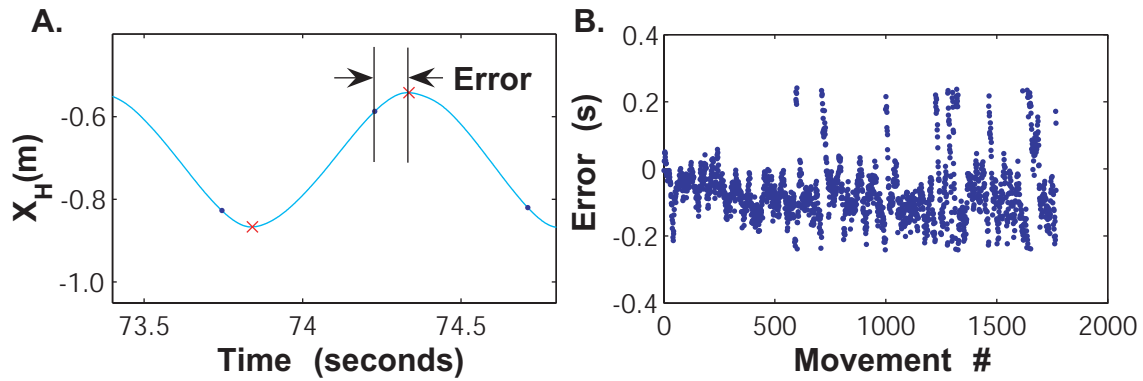 A.
Error
-0.6
-0.8
-1.0
X_H(m)
73.5 74 74.5
Time (seconds)
B.
0.4
0.2
0
-0.2
-0.4
Error (s)
0 500 1000 1500 2000
Movement #